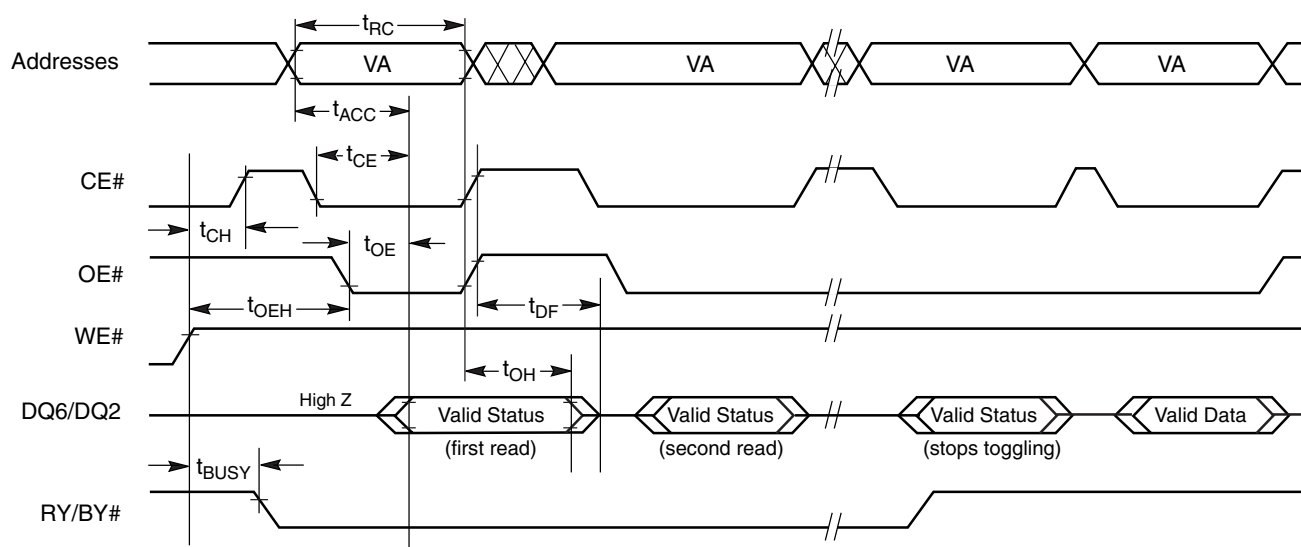 tRC
Addresses VA VA VA VA
tACC
tCE
CE#
tCH tOE
OE#
tOEH tDF
WE#
tOH
DQ6/DQ2 High Z Valid Status Valid Status Valid Status Valid Data
(first read) (second read) (stops toggling)
tBUSY
RY/BY#